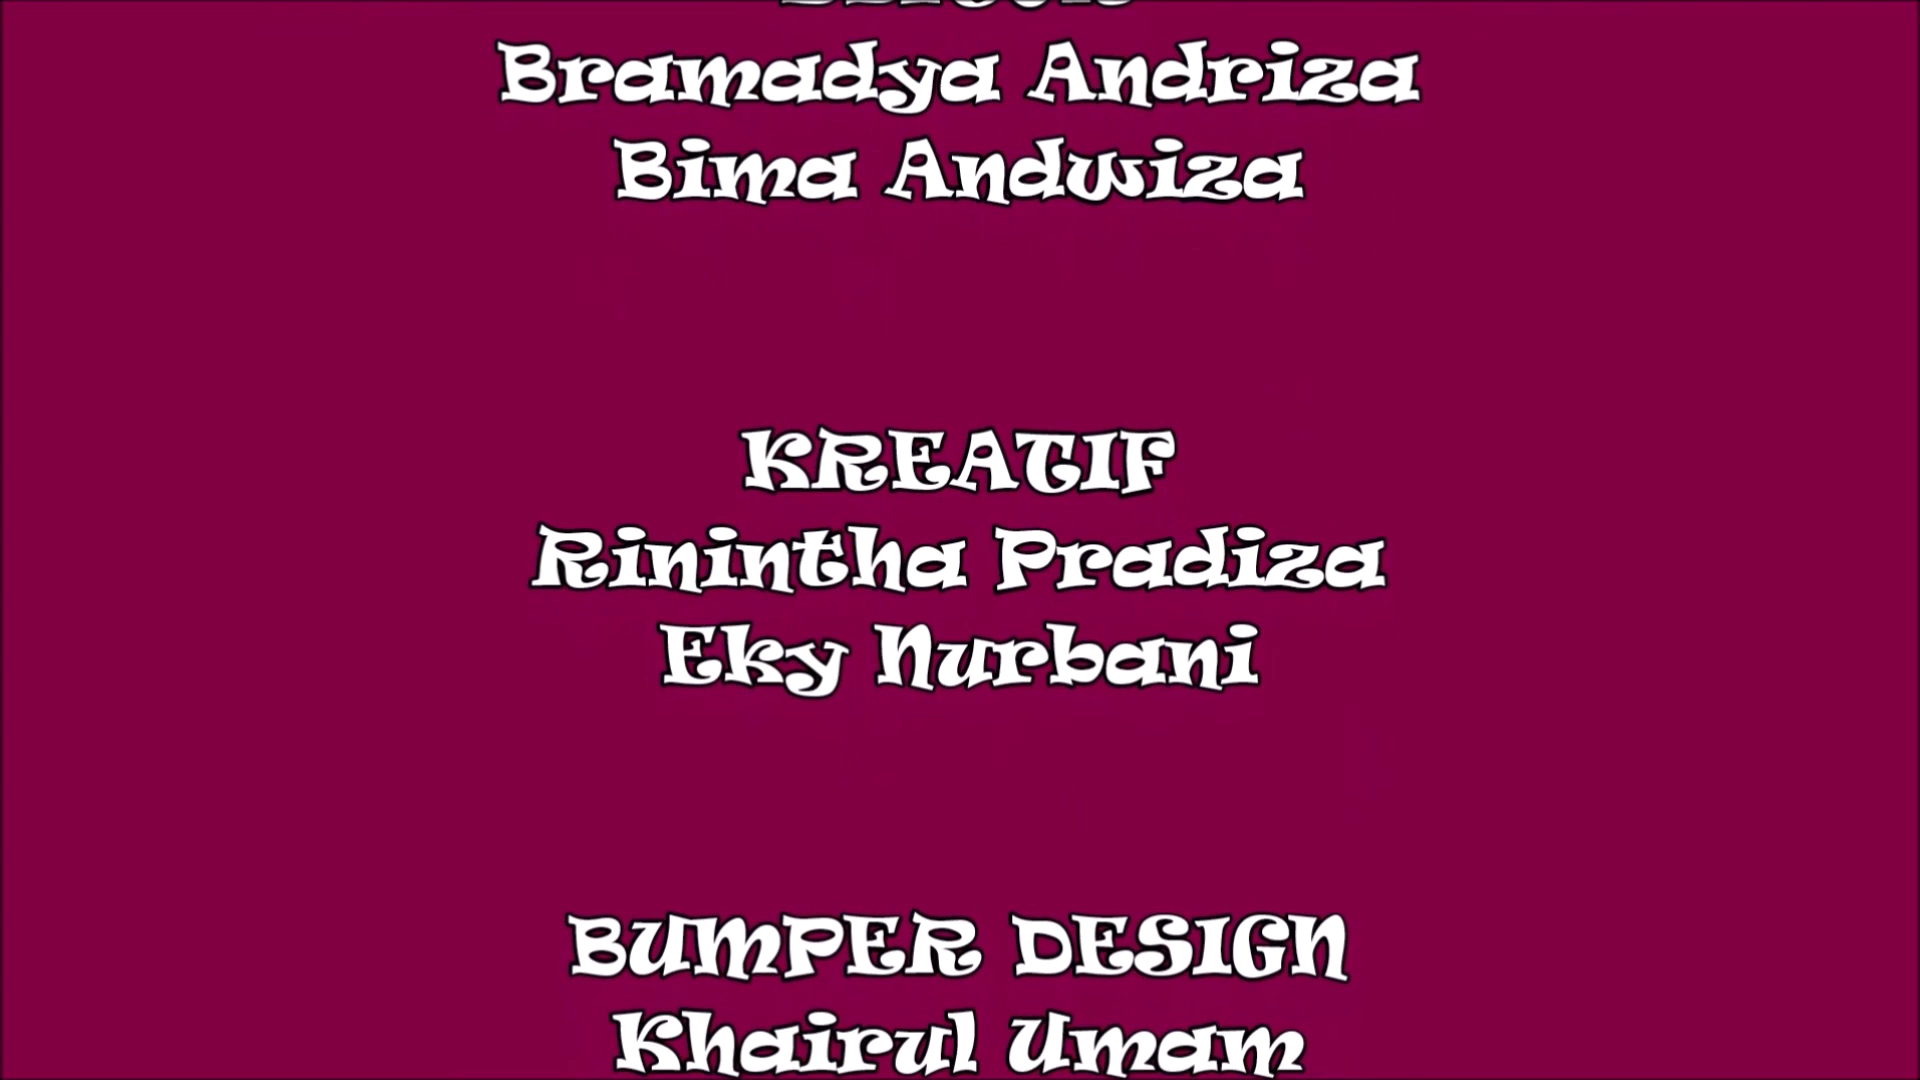 Bramadya Andriza
Bima Andwiza
KREATIF
Rinintha Pradiza
Eky Nurbani
BUMPER DESIGN
Khairul Umam